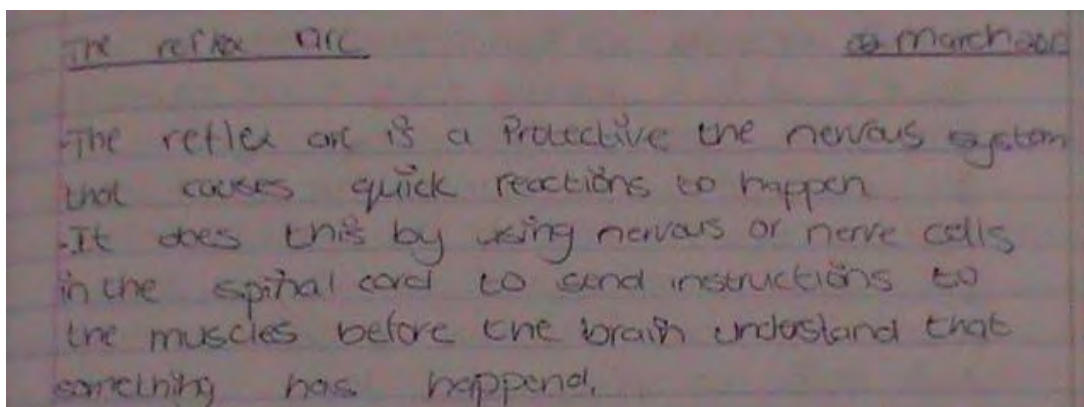 The reflex arc march
The reflex arc is a Protective the nervous system
that causes quick reactions to happen
.It does this by using nervous or nerve cells
in the spinal cord to send instructions to
the muscles before the brain understand that
something has happend.